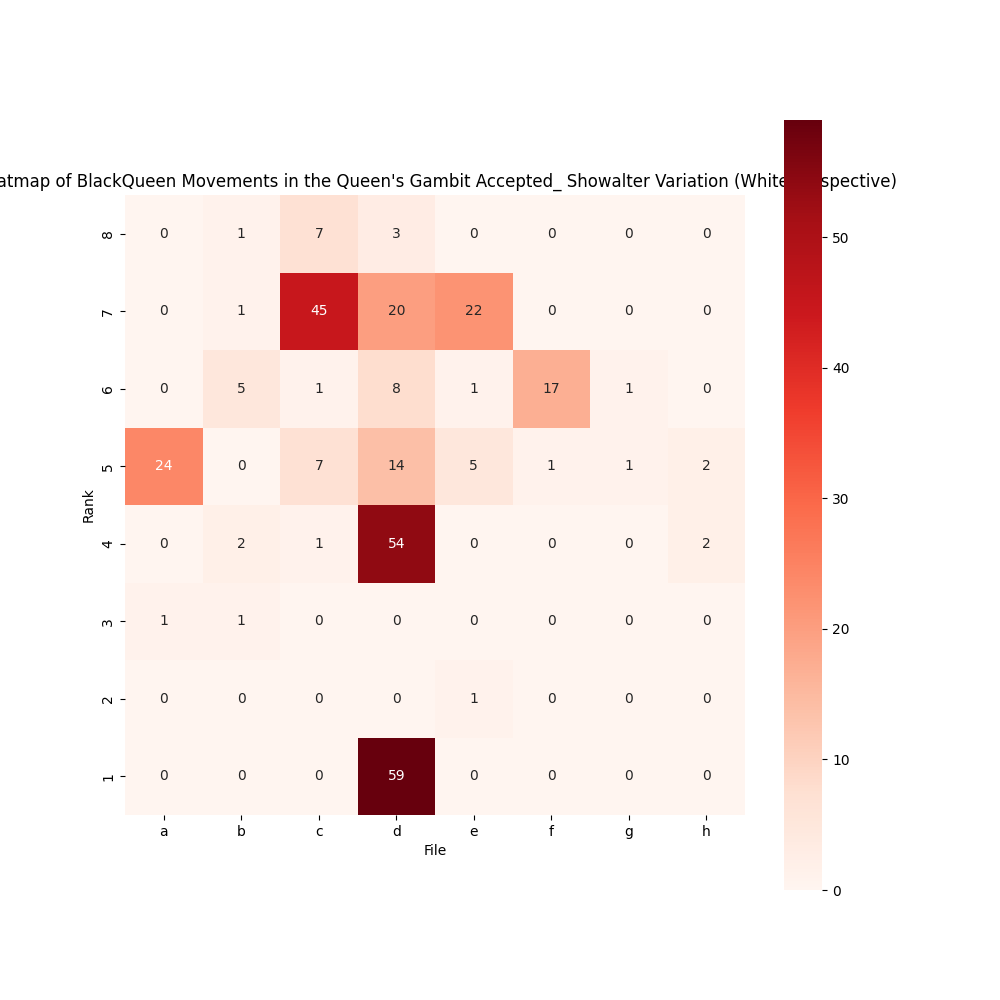 atmap of BlackQueen Movements in the Queen's Gambit Accepted_ Showalter Variation (White spective)
50
8 0 1 7 3 0 0 0 0
7 0 1 45 20 22 0 0 0
40
6 0 5 1 8 1 17 1 0
5 24 0 7 14 5 1 1 2
30
Rank
4 0 2 1 54 0 0 0 2
3 1 1 0 0 0 0 0 0
20
2 0 0 0 0 1 0 0 0
10
1 0 0 0 59 0 0 0 0
a b c d e f g h
File
0